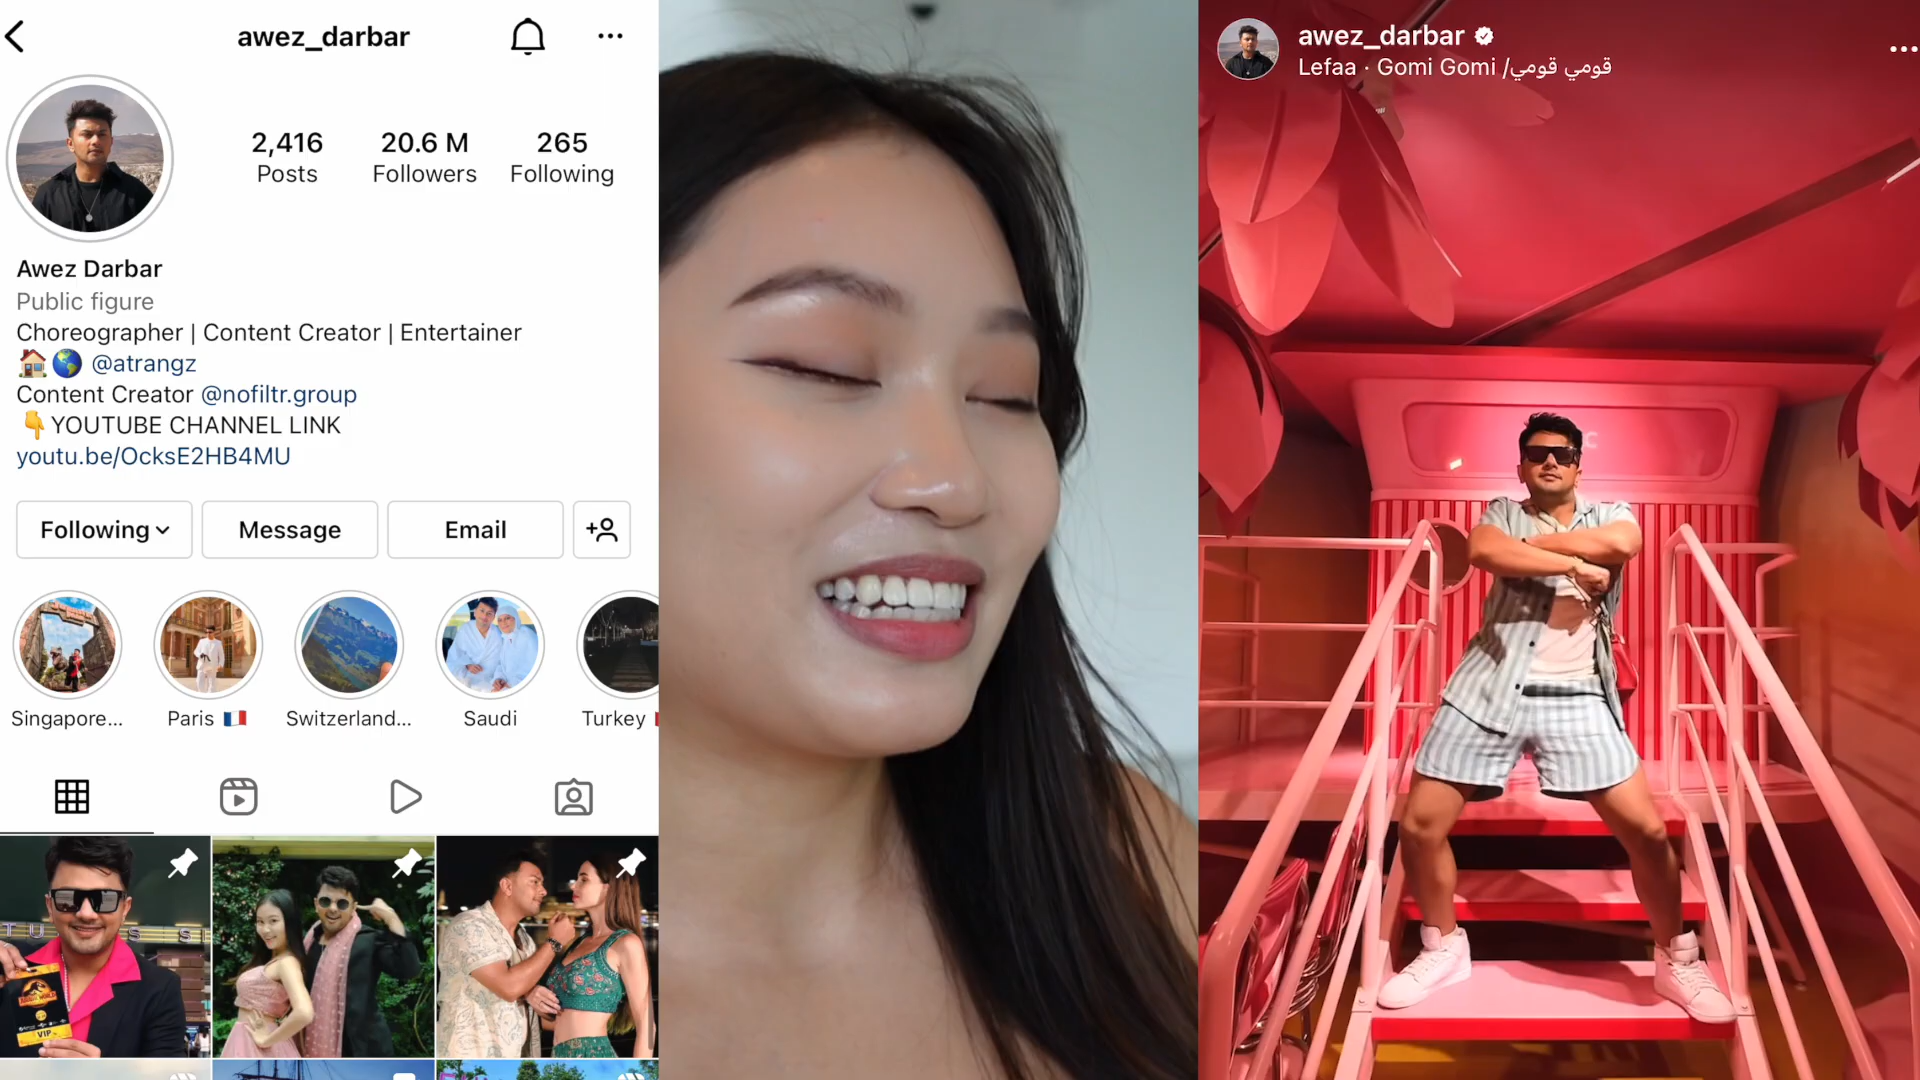 awez_darbar
2,416
Posts
20.6 M
Followers
265
Following
Awez Darbar
Public figure
Choreographer | Content Creator | Entertainer
@atrangz
Content Creator @nofiltr.group
YOUTUBE CHANNEL LINK
youtu.be/OcksE2HB4MU
Following
Message
Email
Singapore...
Paris
Switzerland...
Saudi
Turkey
VIP
awez_darbar
Lefaa · Gomi Gomi /قومي قومي